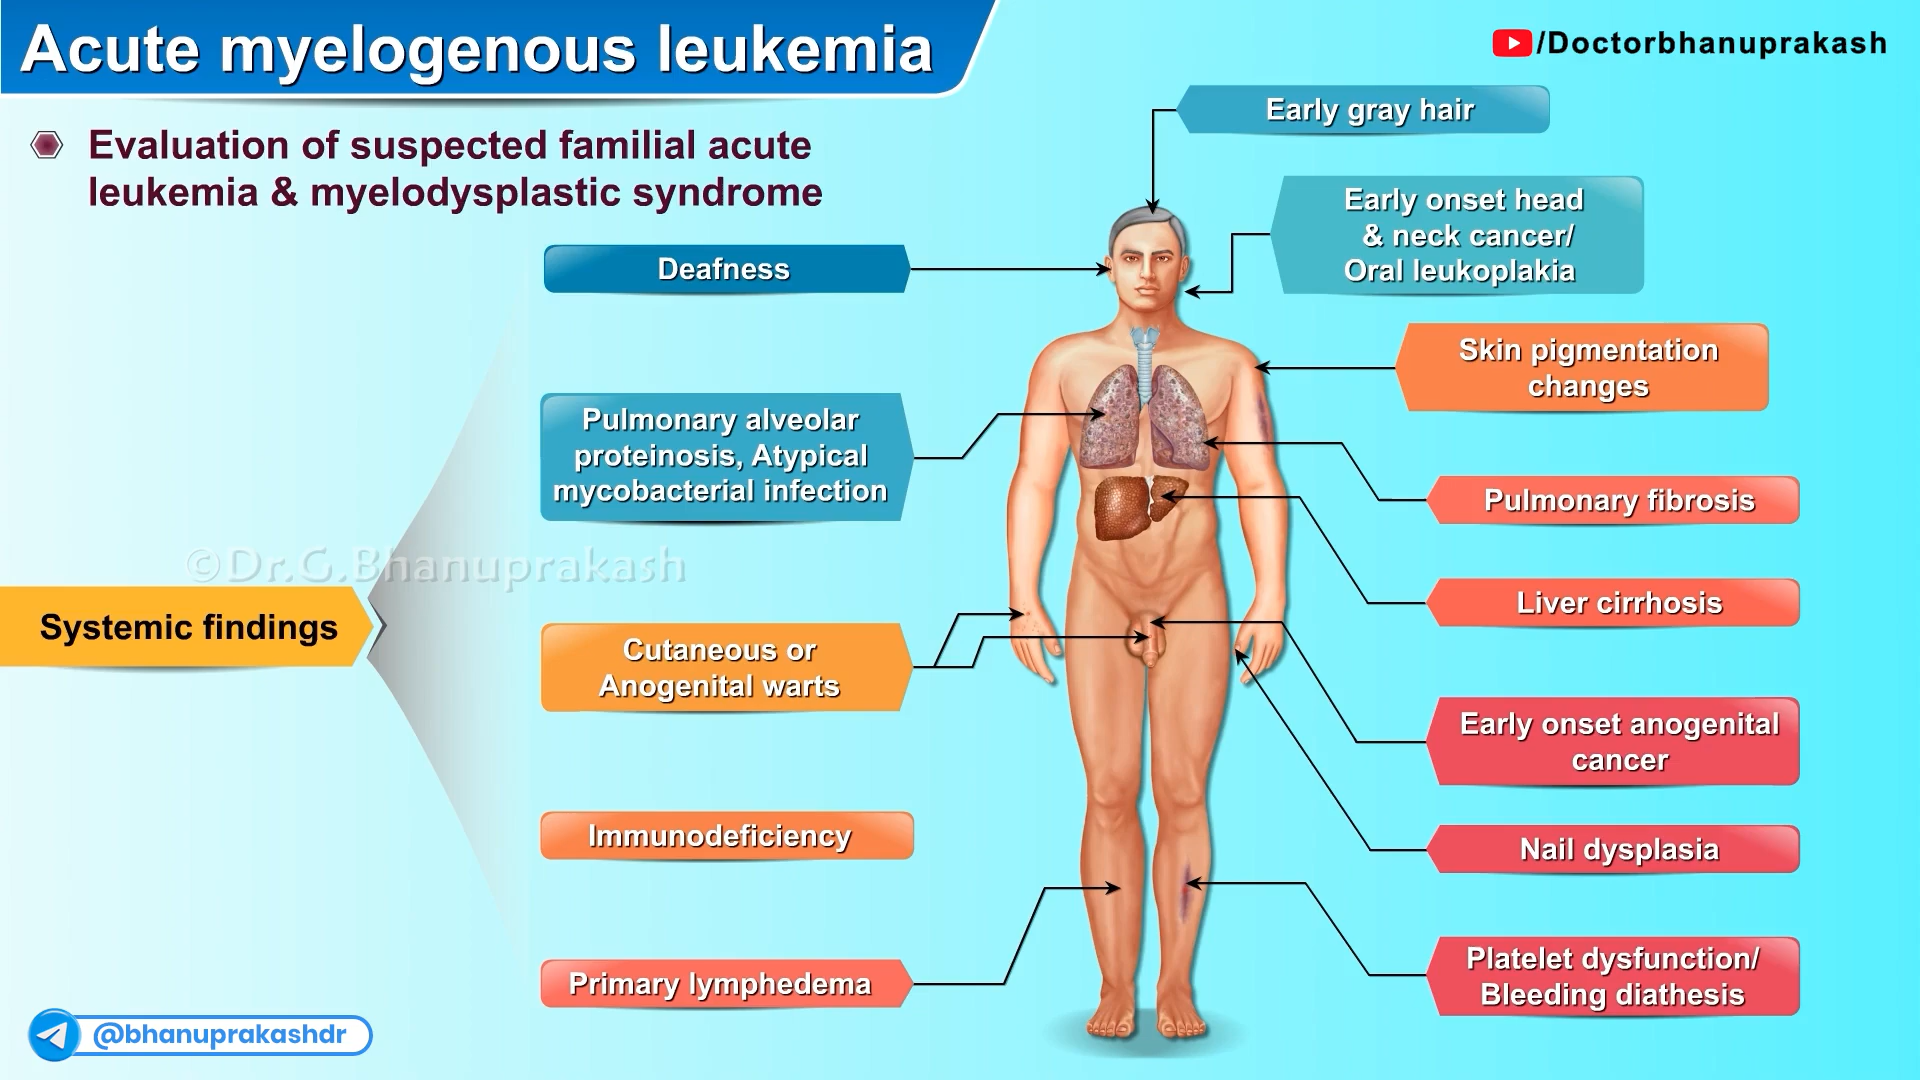 Acute myelogenous leukemia
/Doctorbhanuprakash
Evaluation of suspected familial acute
leukemia & myelodysplastic syndrome
Early gray hair
Early onset head
& neck cancer/
Oral leukoplakia
Deafness
Skin pigmentation
changes
Pulmonary alveolar
proteinosis, Atypical
mycobacterial infection
Pulmonary fibrosis
©Dr.G.Bhanuprakash
Liver cirrhosis
Systemic findings
Cutaneous or
Anogenital warts
Early onset anogenital
cancer
Immunodeficiency
Nail dysplasia
Primary lymphedema
Platelet dysfunction/
Bleeding diathesis
@bhanuprakashdr